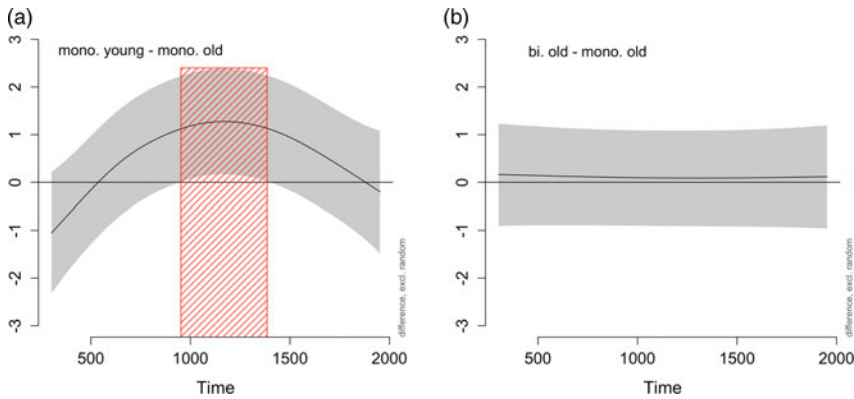 (a)
mono. young - mono. old
3
2
1
0
-1
-2
-3
500 1000 1500 2000
Time
difference, excl. random
(b)
bi. old - mono. old
3
2
1
0
-1
-2
-3
500 1000 1500 2000
Time
difference, excl. random